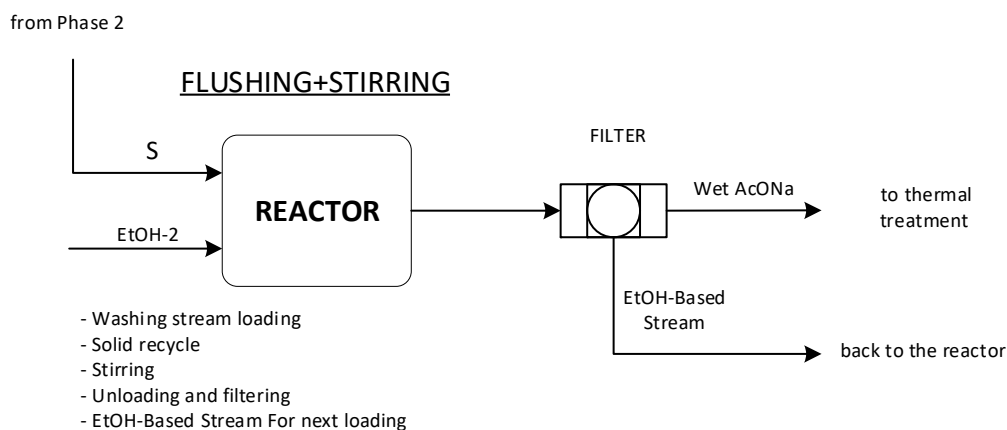 from Phase 2
FLUSHING+STIRRING
S
REACTOR
EtOH-2
FILTER
Wet AcONa
to thermal
treatment
EtOH-Based
Stream
back to the reactor
- Washing stream loading
- Solid recycle
- Stirring
- Unloading and filtering
- EtOH-Based Stream For next loading